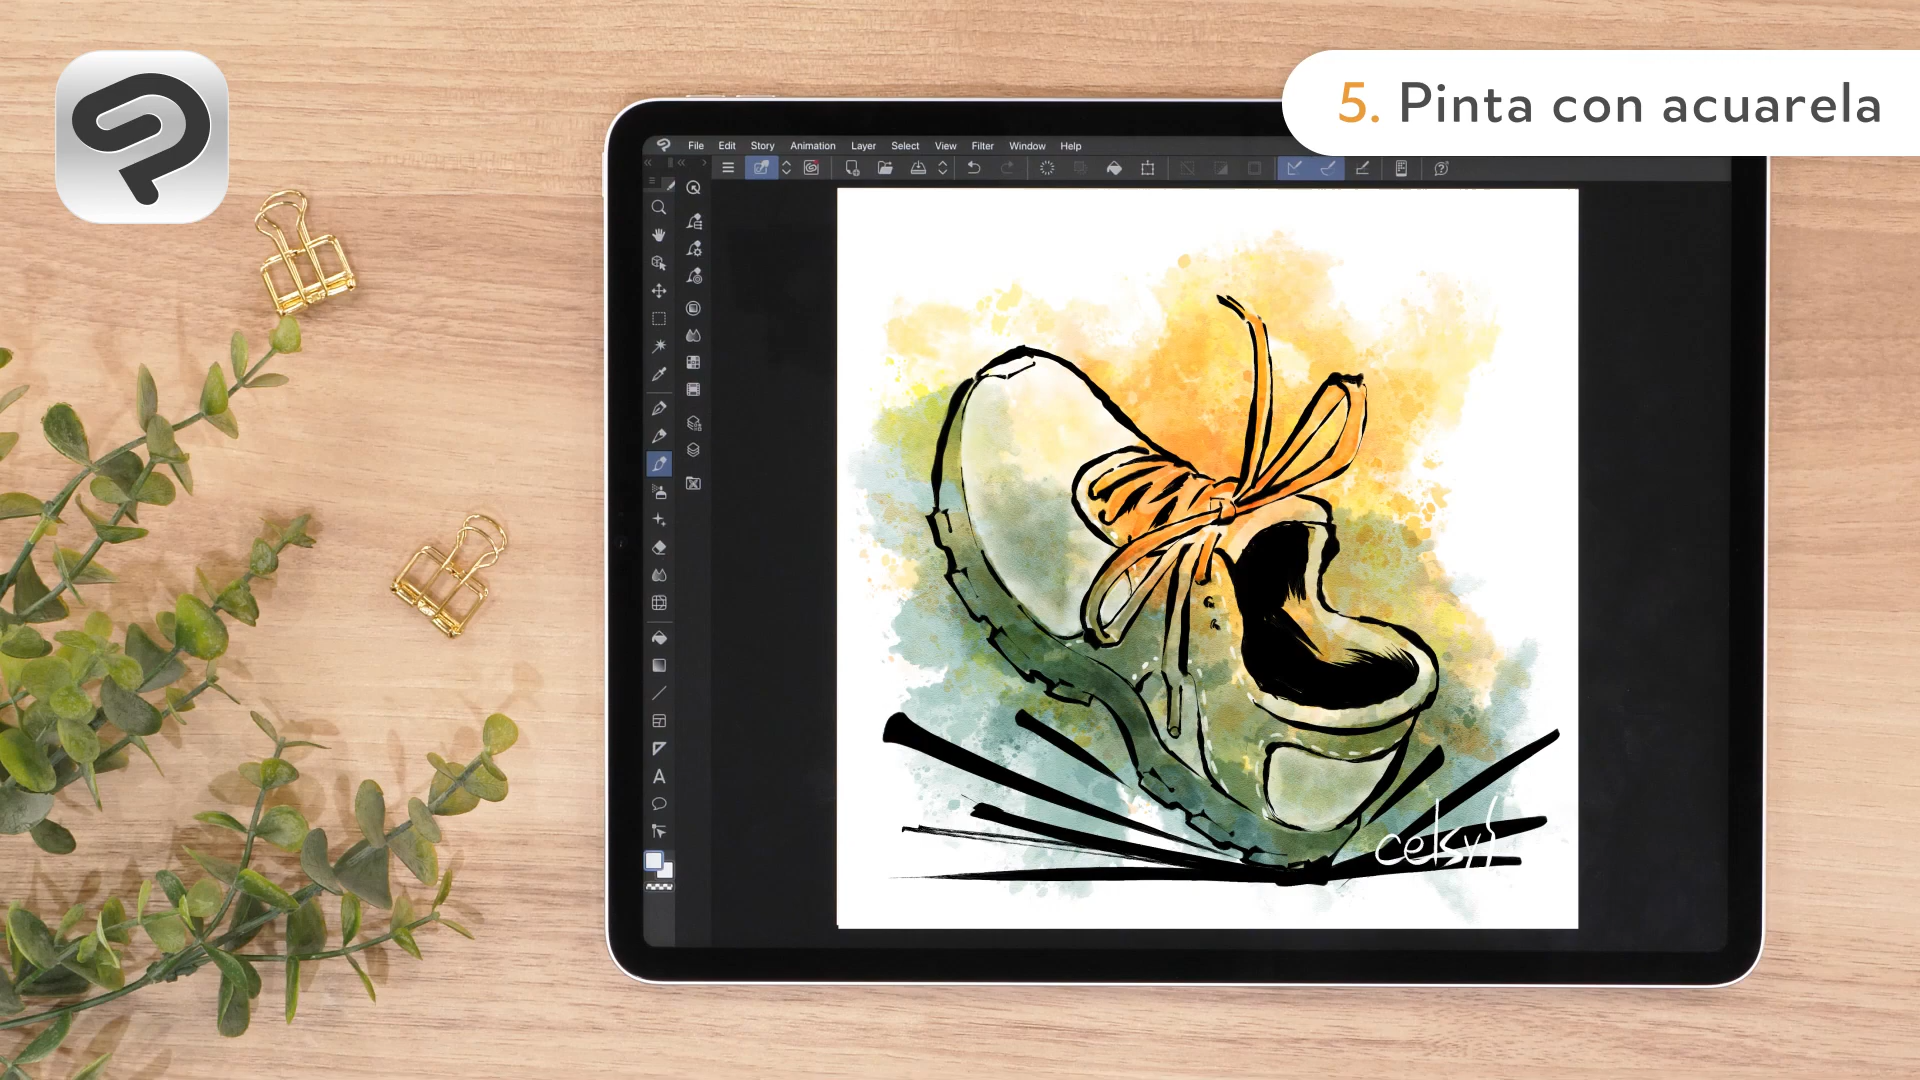 5. Pinta con acuarela
File Edit Story Animation Layer Select View Filter Window Help
A
celsys